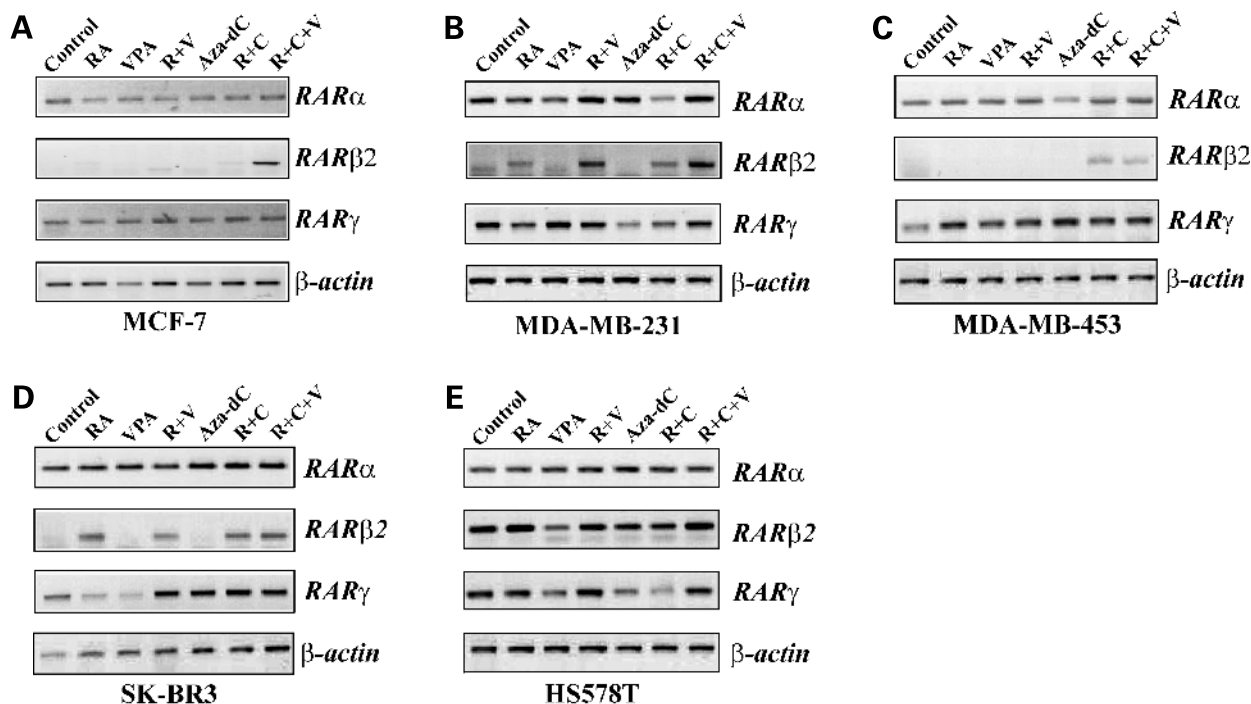 A
Control RA VPA R+V Aza-dC R+C R+C+V
RARα
RARβ2
RARγ
β-actin
MCF-7
B
Control RA VPA R+V Aza-dC R+C R+C+V
RARα
RARβ2
RARγ
β-actin
MDA-MB-231
C
Control RA VPA R+V Aza-dC R+C R+C+V
RARα
RARβ2
RARγ
β-actin
MDA-MB-453
D
Control RA VPA R+V Aza-dC R+C R+C+V
RARα
RARβ2
RARγ
β-actin
SK-BR3
E
Control RA VPA R+V Aza-dC R+C R+C+V
RARα
RARβ2
RARγ
β-actin
HS578T